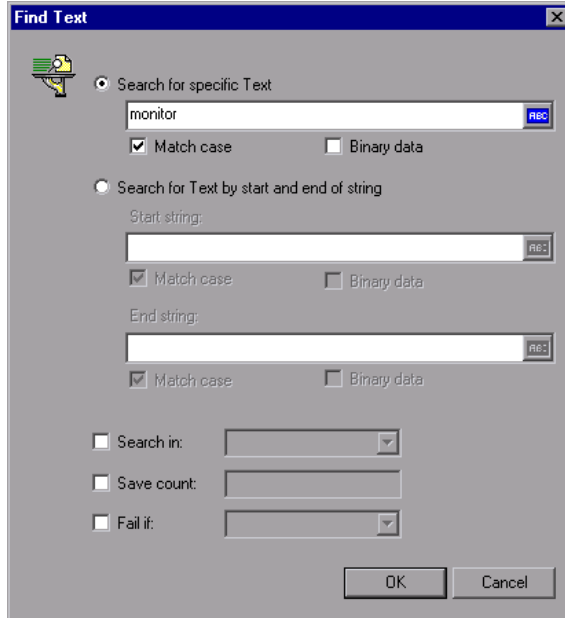 Find Text
Search for specific Text
monitor
ABC
Match case Binary data
Search for Text by start and end of string
Start string:
ABC
Match case Binary data
End string:
ABC
Match case Binary data
Search in:
Save count:
Fail if:
OK Cancel